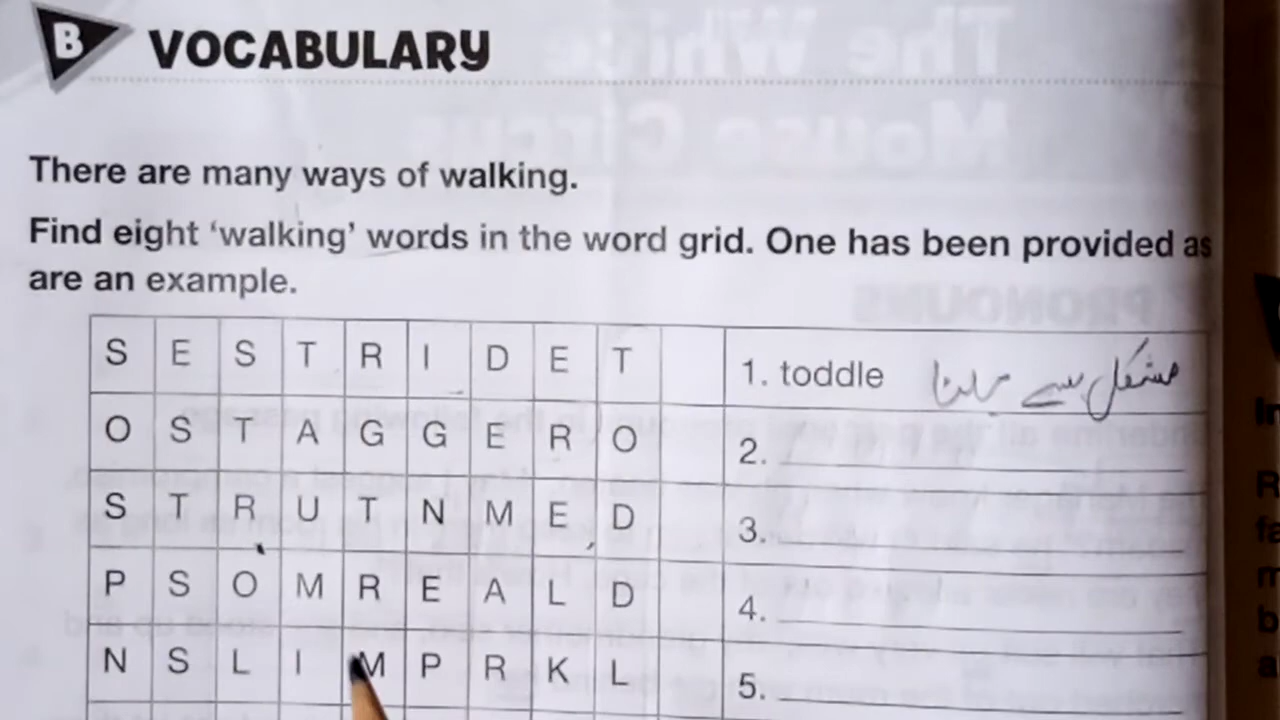 B VOCABULARY
There are many ways of walking.
Find eight ‘walking’ words in the word grid. One has been provided as
are an example.
S E S T R I D E T
O S T A G G E R O
S T R U T N M E D
P S O M R E A L D
N S L I M P R K L
1. toddle مشکل سے چلنا
2.
3.
4.
5.